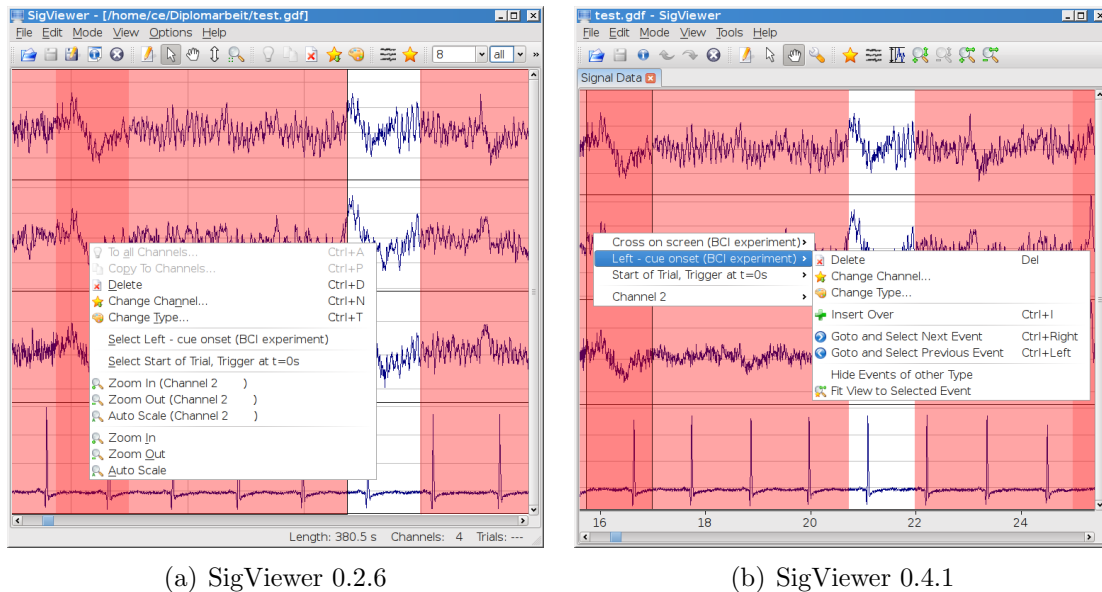 SigViewer - [/home/ce/Diplomarbeit/test.gdf]
File Edit Mode View Options Help
8 all »
To all Channels... Ctrl+A
Copy To Channels... Ctrl+P
Delete Ctrl+D
Change Channel... Ctrl+N
Change Type... Ctrl+T
Select Left - cue onset (BCI experiment)
Select Start of Trial, Trigger at t=0s
Zoom In (Channel 2 )
Zoom Out (Channel 2 )
Auto Scale (Channel 2 )
Zoom In
Zoom Out
Auto Scale
Length: 380.5 s Channels: 4 Trials: ---
(a) SigViewer 0.2.6
test.gdf - SigViewer
File Edit Mode View Tools Help
Signal Data
Cross on screen (BCI experiment)
Left - cue onset (BCI experiment)
Start of Trial, Trigger at t=0s
Channel 2
Delete Del
Change Channel...
Change Type...
Insert Over Ctrl+I
Goto and Select Next Event Ctrl+Right
Goto and Select Previous Event Ctrl+Left
Hide Events of other Type
Fit View to Selected Event
16 18 20 22 24
(b) SigViewer 0.4.1